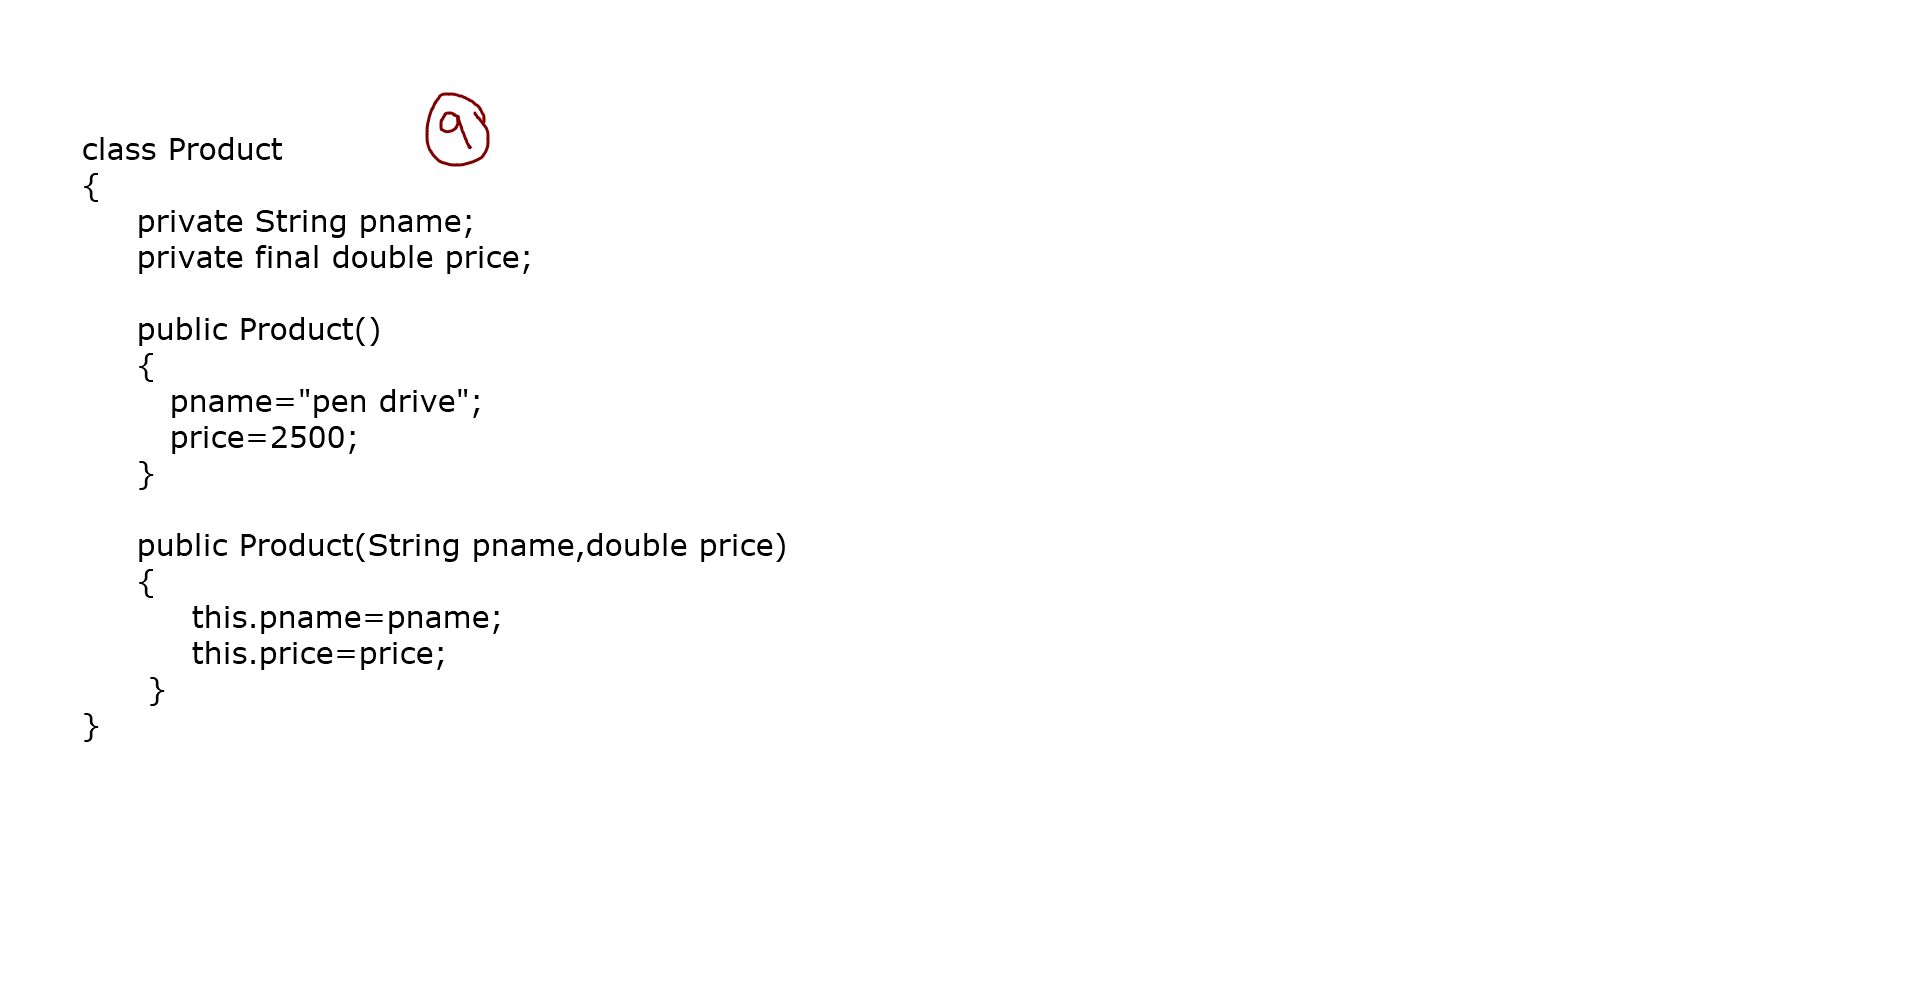 9
class Product
{
private String pname;
private final double price;
public Product()
{
pname="pen drive";
price=2500;
}
public Product(String pname,double price)
{
this.pname=pname;
this.price=price;
}
}